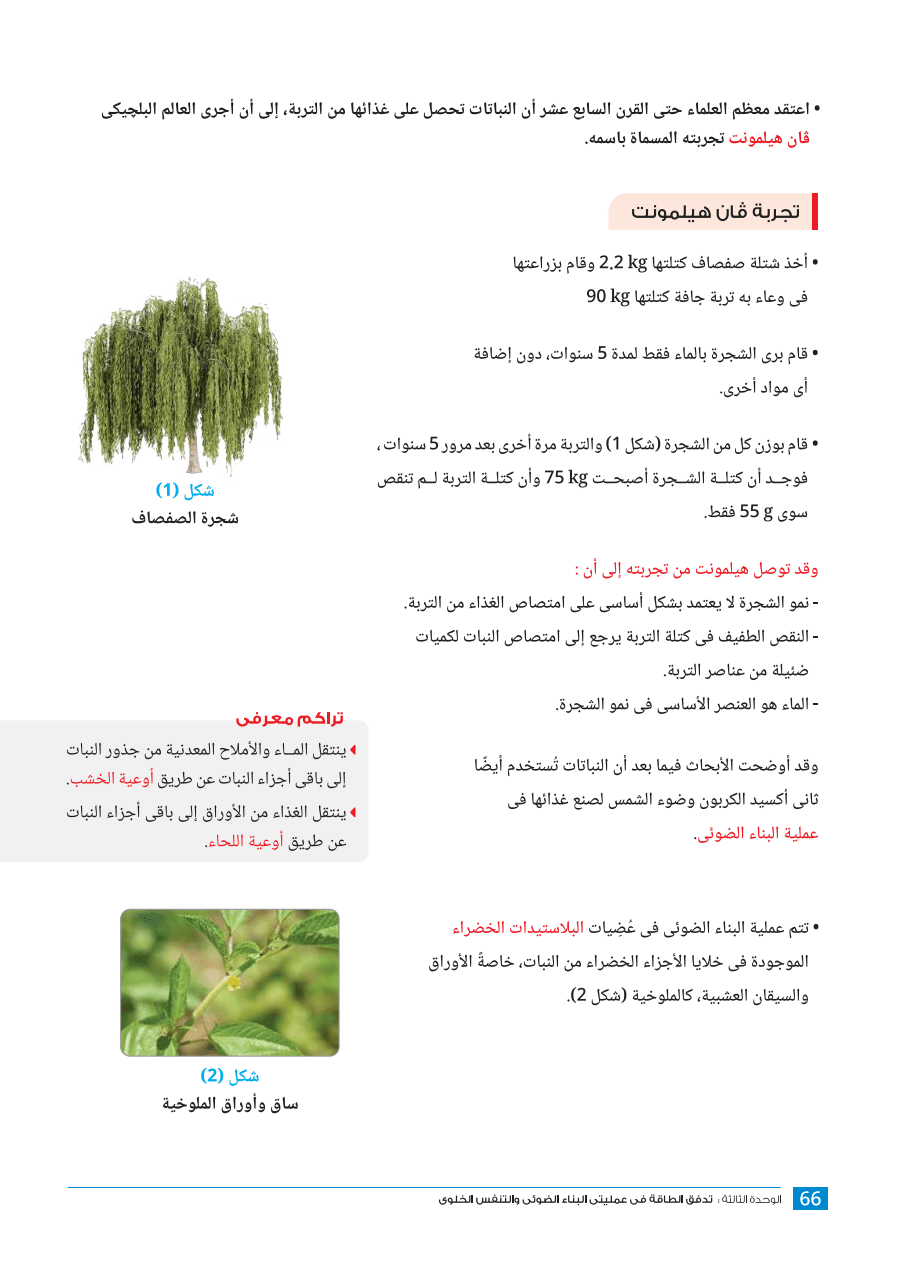 • اعتقد معظم العلماء حتى القرن السابع عشر أن النباتات تحصل على غذائها من التربة، إلى أن أجرى العالم البلچيكى
ڤان هيلمونت تجربته المسماة باسمه.
تجربة ڤان هيلمونت
• أخذ شتلة صفصاف كتلتها 2.2 kg وقام بزراعتها
فى وعاء به تربة جافة كتلتها 90 kg
• قام برى الشجرة بالماء فقط لمدة 5 سنوات، دون إضافة
أى مواد أخرى.
• قام بوزن كل من الشجرة (شكل 1) والتربة مرة أخرى بعد مرور 5 سنوات ،
فوجــد أن كتلــة الشــجرة أصبحــت 75 kg وأن كتلــة التربة لــم تنقص
سوى 55 g فقط.
شكل (1)
شجرة الصفصاف
وقد توصل هيلمونت من تجربته إلى أن :
- نمو الشجرة لا يعتمد بشكل أساسى على امتصاص الغذاء من التربة.
- النقص الطفيف فى كتلة التربة يرجع إلى امتصاص النبات لكميات
ضئيلة من عناصر التربة.
- الماء هو العنصر الأساسى فى نمو الشجرة.
وقد أوضحت الأبحاث فيما بعد أن النباتات تُستخدم أيضًا
ثانى أكسيد الكربون وضوء الشمس لصنع غذائها فى
عملية البناء الضوئى.
تراكم معرفى
ينتقل المــاء والأملاح المعدنية من جذور النبات
إلى باقى أجزاء النبات عن طريق أوعية الخشب.
ينتقل الغذاء من الأوراق إلى باقى أجزاء النبات
عن طريق أوعية اللحاء.
• تتم عملية البناء الضوئى فى عُضِيات البلاستيدات الخضراء
الموجودة فى خلايا الأجزاء الخضراء من النبات، خاصةً الأوراق
والسيقان العشبية، كالملوخية (شكل 2).
شكل (2)
ساق وأوراق الملوخية
66 الوحدة الثالثة : تدفق الطاقة فى عمليتى البناء الضوئى والتنفس الخلوى